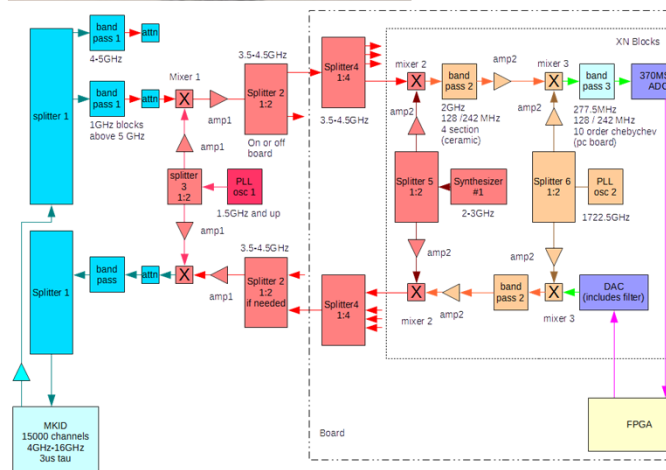 XN Blocks
band
pass 1
attn
4-5GHz
splitter 1
band
pass 1
attn
Mixer 1
X
amp1
1GHz blocks
above 5 GHz
3.5-4.5GHz
Splitter 2
1:2
On or off
board
Splitter4
1:4
3.5-4.5GHz
mixer 2
X
amp2
band
pass 2
amp2
mixer 3
X
amp2
band
pass 3
ADC
2GHz
128 / 242 MHz
4 section
(ceramic)
277.5MHz
128 / 242 MHz
10 order chebychev
(pc board)
amp1
splitter
3
1:2
PLL
osc 1
1.5GHz and up
amp1
Splitter 5
1:2
Synthesizer
#1
2-3GHz
Splitter 6
1:2
PLL
osc 2
1722.5GHz
amp2
amp2
Splitter 1
band
pass
attn
X
amp1
3.5-4.5GHz
Splitter 2
1:2
if needed
Splitter4
1:4
X
mixer 2
amp2
band
pass 2
X
mixer 3
DAC
(includes filter)
MKID
15000 channels
4GHz-16GHz
3us tau
Board
FPGA